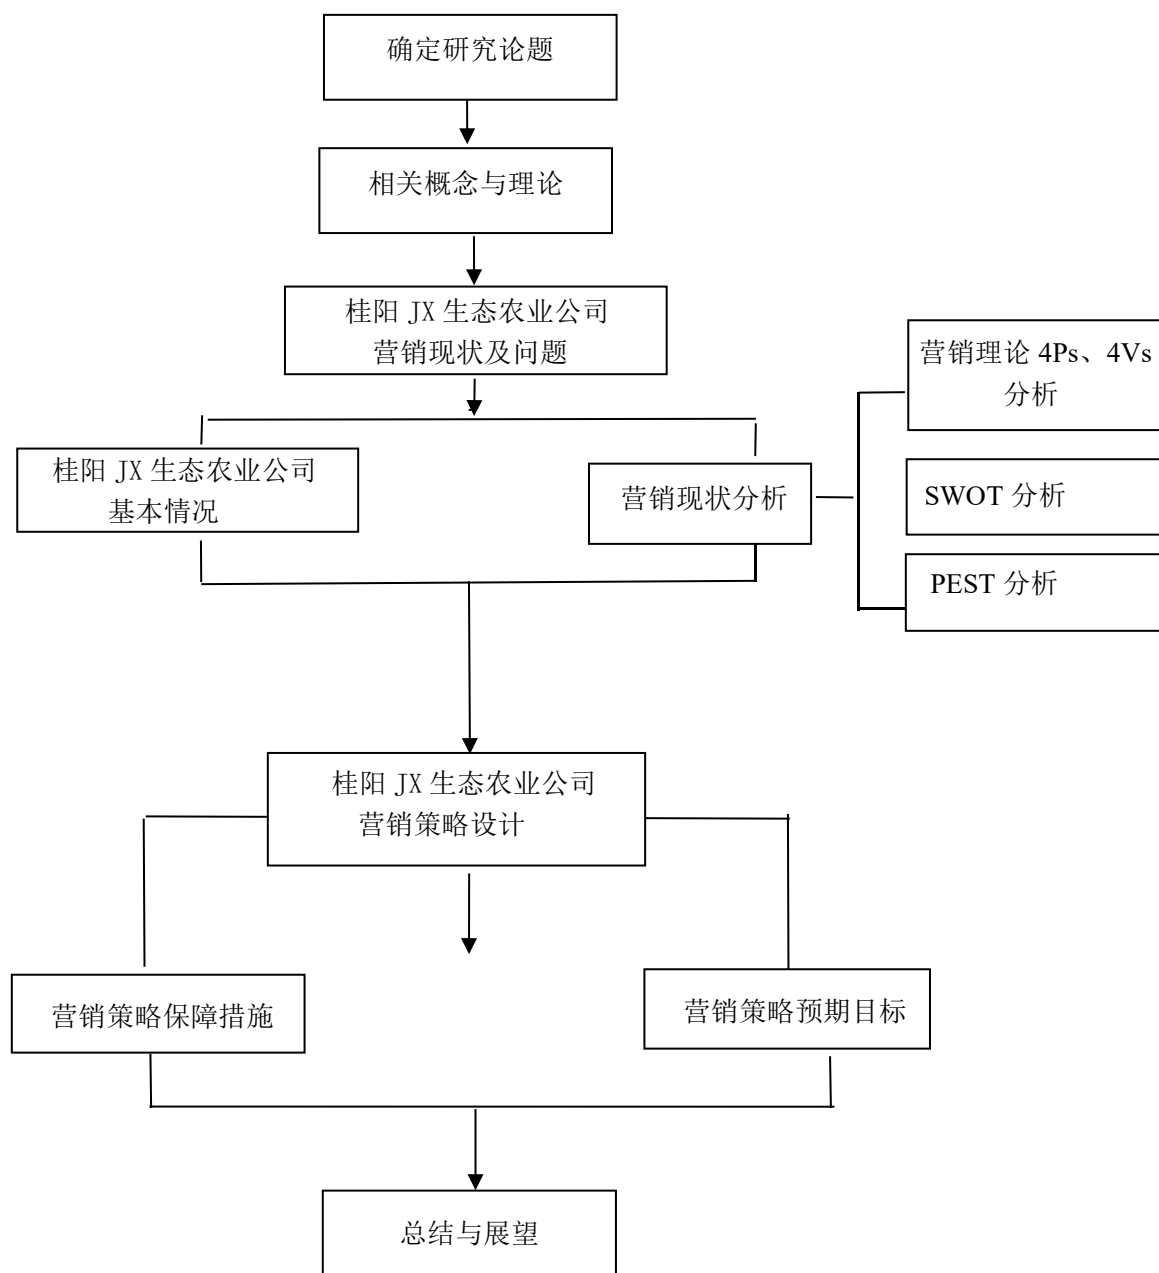 确定研究论题
相关概念与理论
桂阳 JX 生态农业公司
营销现状及问题
营销理论 4Ps、4Vs
分析
桂阳 JX 生态农业公司
基本情况
营销现状分析
SWOT 分析
PEST 分析
桂阳 JX 生态农业公司
营销策略设计
营销策略保障措施
营销策略预期目标
总结与展望